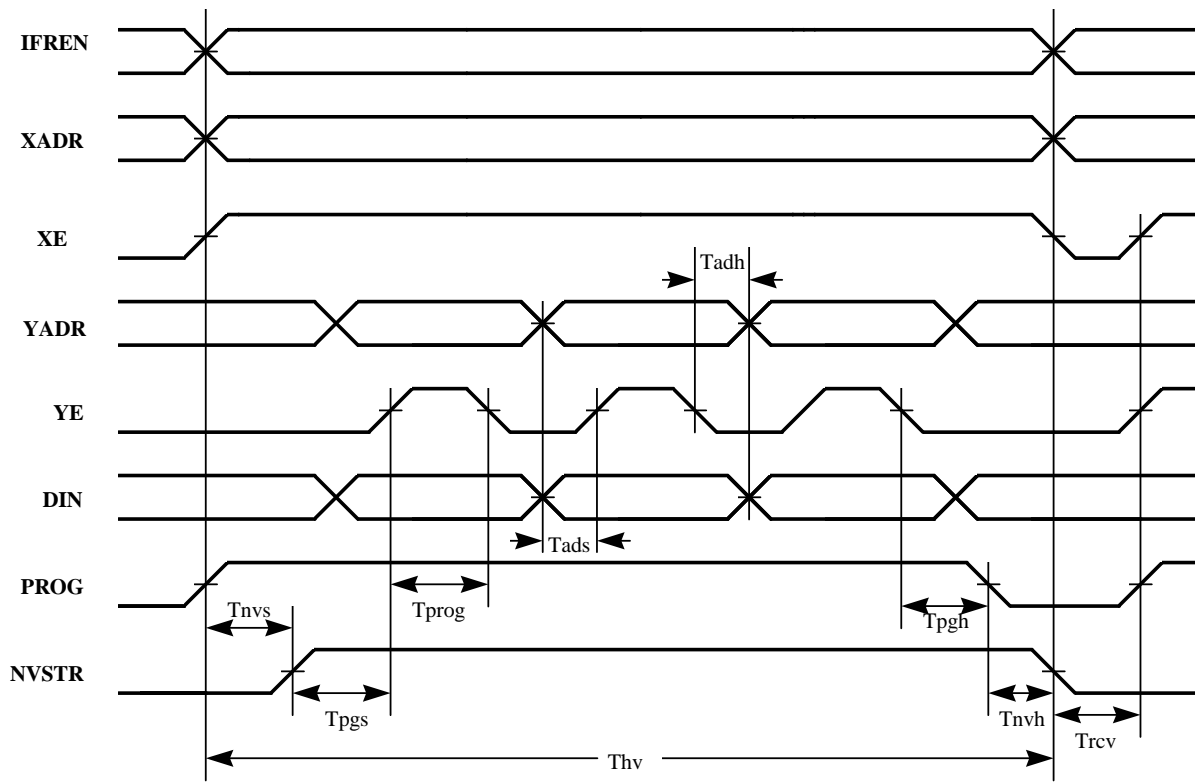 IFREN
XADR
XE
Tadh
YADR
YE
DIN
Tads
PROG
Tnvs
Tprog
Tpgh
NVSTR
Tpgs
Tnvh
Trcv
Thv